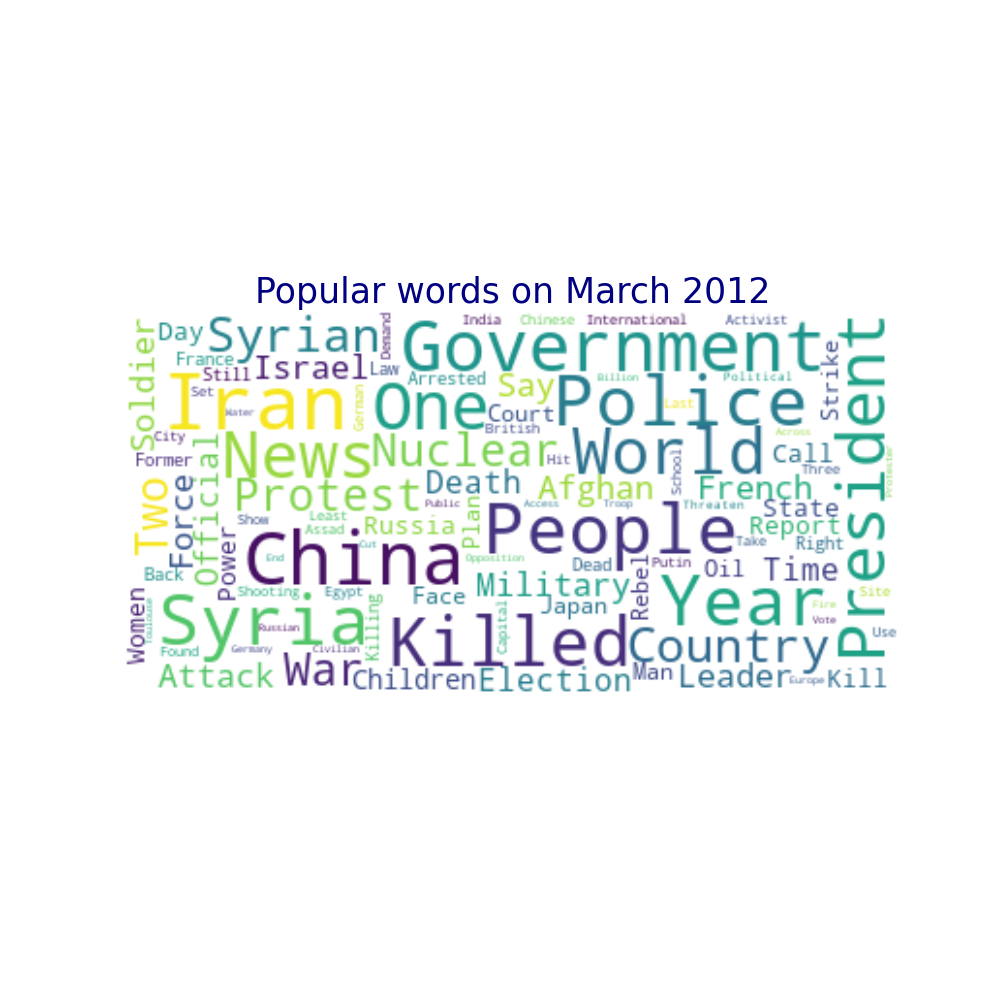 Popular words on March 2012
Soldier
Day
Syrian
Demand
India
Chinese
International
Activist
Government
President
France
Still
Israel
Law
Arrested
Say
Billion
Political
Strike
Set
Iran
Water
German
One
Court
British
Police
Last
City
Former
News
Nuclear
Hit
World
School
Across
Call
Three
Protester
Two
Force
Official
Protest
Death
Afghan
French
State
Public
Plan
Access
Troop
Threaten
Report
Show
Least
Assad
Russia
People
Take
Right
Power
China
Cut
End
Opposition
Dead
Putin
Oil
Time
Back
Shooting
Egypt
Face
Military
Japan
Rebel
Year
Site
Fire
Vote
Use
Women
Toulouse
Syria
Russian
Killing
Capital
Killed
Country
Found
Germany
Civilian
Attack
War
Children
Election
Man
Leader
Europe
Kill